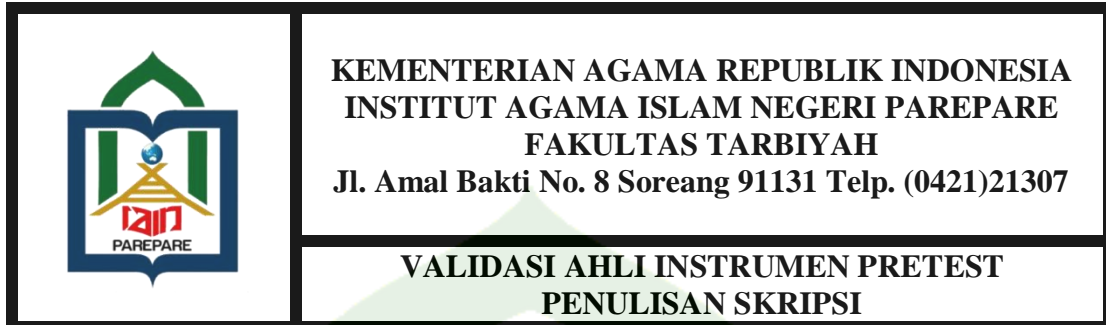 iain
PAREPARE
KEMENTERIAN AGAMA REPUBLIK INDONESIA
INSTITUT AGAMA ISLAM NEGERI PAREPARE
FAKULTAS TARBIYAH
Jl. Amal Bakti No. 8 Soreang 91131 Telp. (0421)21307
VALIDASI AHLI INSTRUMEN PRETEST
PENULISAN SKRIPSI